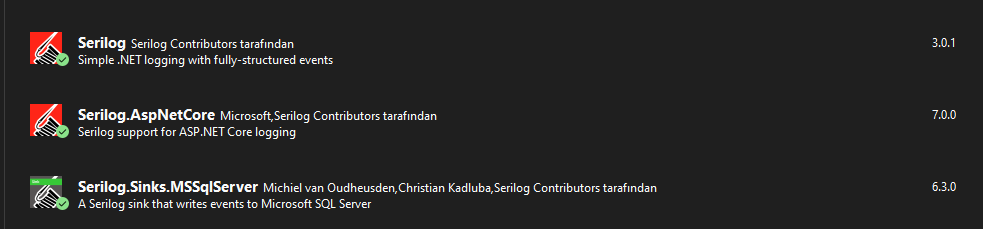 Serilog Serilog Contributors tarafından 3.0.1
Simple .NET logging with fully-structured events
Serilog.AspNetCore Microsoft,Serilog Contributors tarafından 7.0.0
Serilog support for ASP.NET Core logging
Serilog.Sinks.MSSqlServer Michiel van Oudheusden,Christian Kadluba,Serilog Contributors tarafından 6.3.0
A Serilog sink that writes events to Microsoft SQL Server